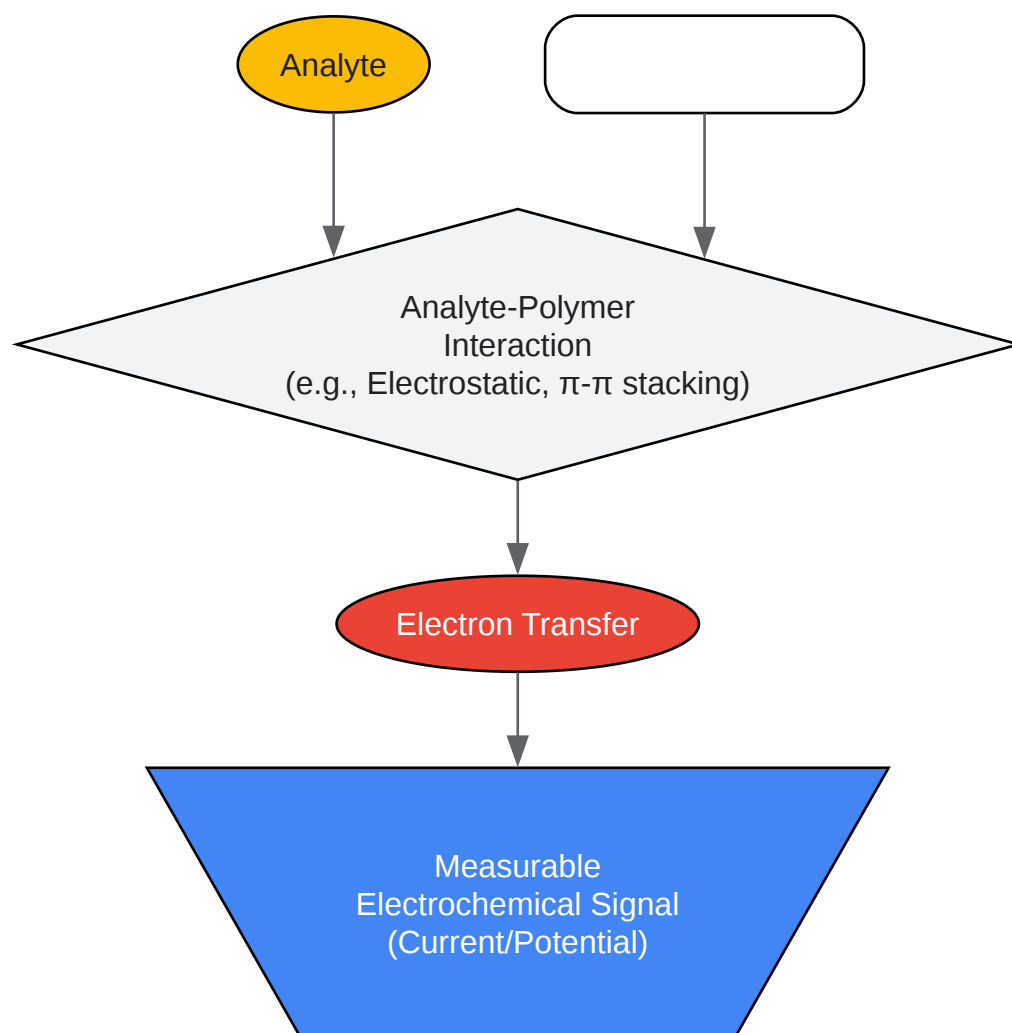 Analyte
Analyte-Polymer
Interaction
(e.g., Electrostatic, π-π stacking)
Electron Transfer
Measurable
Electrochemical Signal
(Current/Potential)